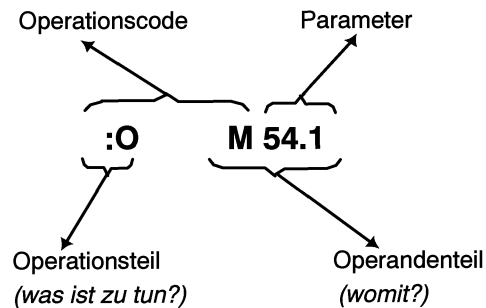 Operationscode Parameter
:O M 54.1
Operationsteil Operandenteil
(was ist zu tun?) (womit?)